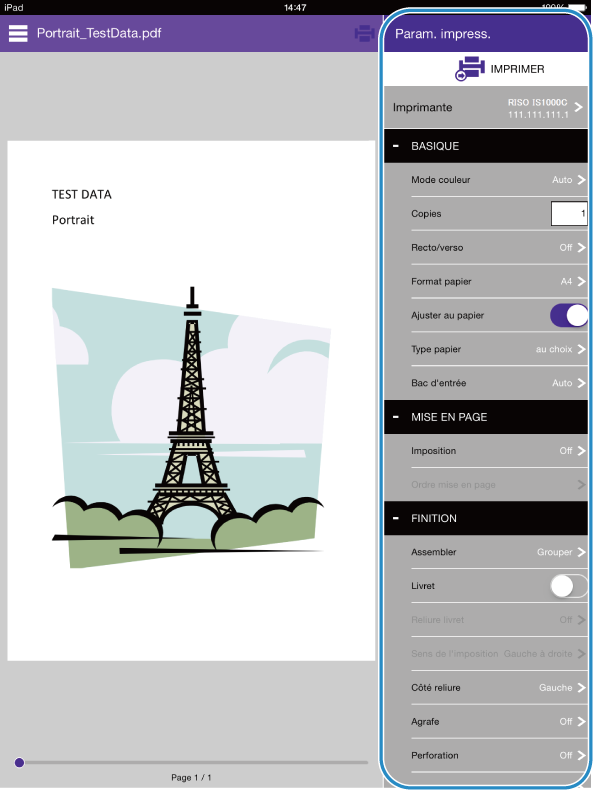 iPad 14:47 100%
Portrait_TestData.pdf
TEST DATA
Portrait
Page 1 / 1
Param. impress.
IMPRIMER
Imprimante RISO IS1000C
111.111.111.1
- BASIQUE
Mode couleur Auto
Copies 1
Recto/verso Off
Format papier A4
Ajuster au papier
Type papier au choix
Bac d'entrée Auto
- MISE EN PAGE
Imposition Off
Ordre mise en page
- FINITION
Assembler Grouper
Livret
Reliure livret Off
Sens de l'imposition Gauche à droite
Côté reliure Gauche
Agrafe Off
Perforation Off